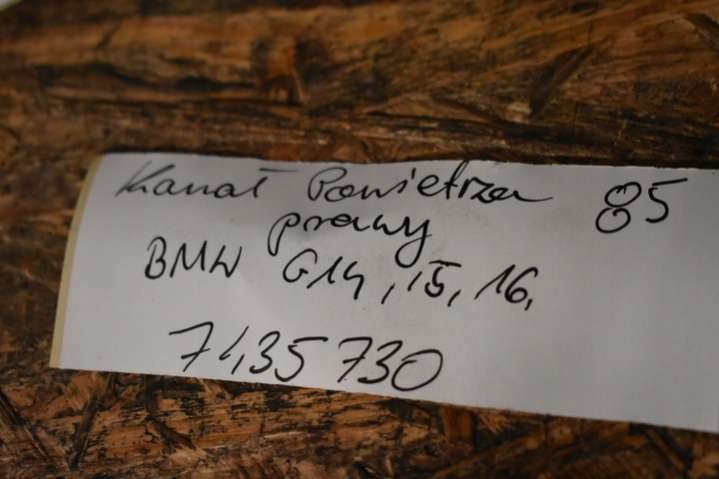 Kanał Powietrza 85
prawy
BMW G14, 15, 16,
7435730